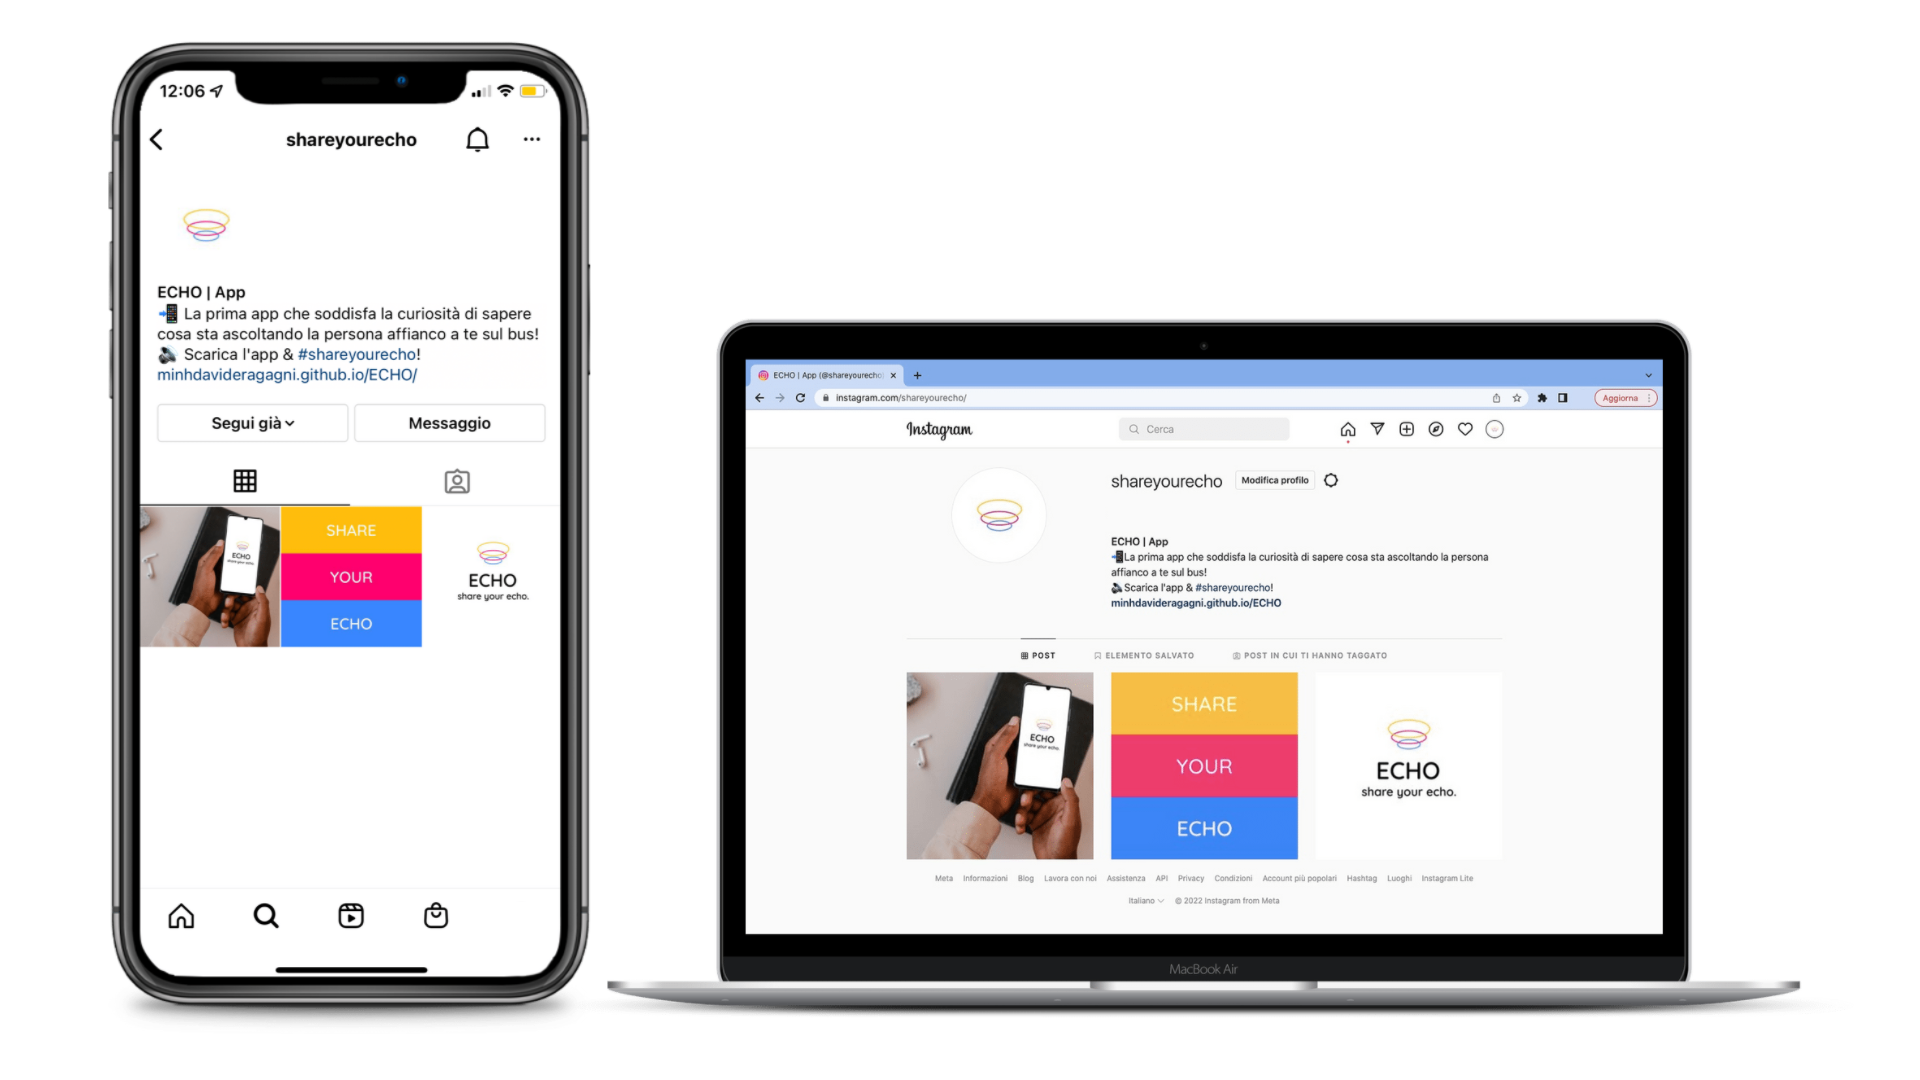 12:06
shareyourecho
ECHO | App
La prima app che soddisfa la curiosità di sapere
cosa sta ascoltando la persona affianco a te sul bus!
Scarica l'app & #shareyourecho!
minhdavideragagni.github.io/ECHO/
Segui già
Messaggio
ECHO
share your echo.
SHARE
YOUR
ECHO
ECHO
share your echo.
ECHO | App (@shareyourecho
instagram.com/shareyourecho/
Aggiorna
Instagram
Cerca
shareyourecho
Modifica profilo
ECHO | App
La prima app che soddisfa la curiosità di sapere cosa sta ascoltando la persona
affianco a te sul bus!
Scarica l'app & #shareyourecho!
minhdavideragagni.github.io/ECHO
POST
ELEMENTO SALVATO
POST IN CUI TI HANNO TAGGATO
ECHO
share your echo.
SHARE
YOUR
ECHO
ECHO
share your echo.
Meta Informazioni Blog Lavora con noi Assistenza API Privacy Condizioni Account più popolari Hashtag Luoghi Instagram Lite
Italiano © 2022 Instagram from Meta
MacBook Air